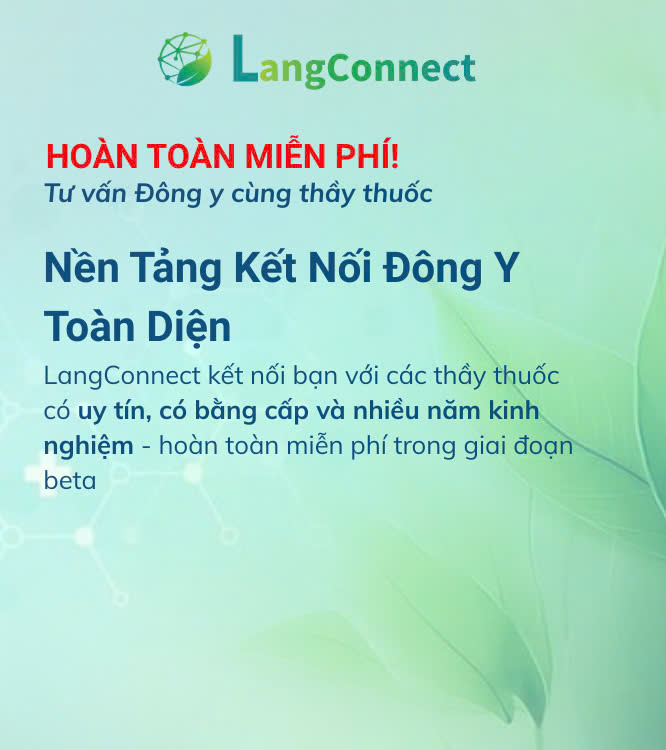 LangConnect
HOÀN TOÀN MIỄN PHÍ!
Tư vấn Đông y cùng thầy thuốc
Nền Tảng Kết Nối Đông Y
Toàn Diện
LangConnect kết nối bạn với các thầy thuốc
có uy tín, có bằng cấp và nhiều năm kinh
nghiệm - hoàn toàn miễn phí trong giai đoạn
beta